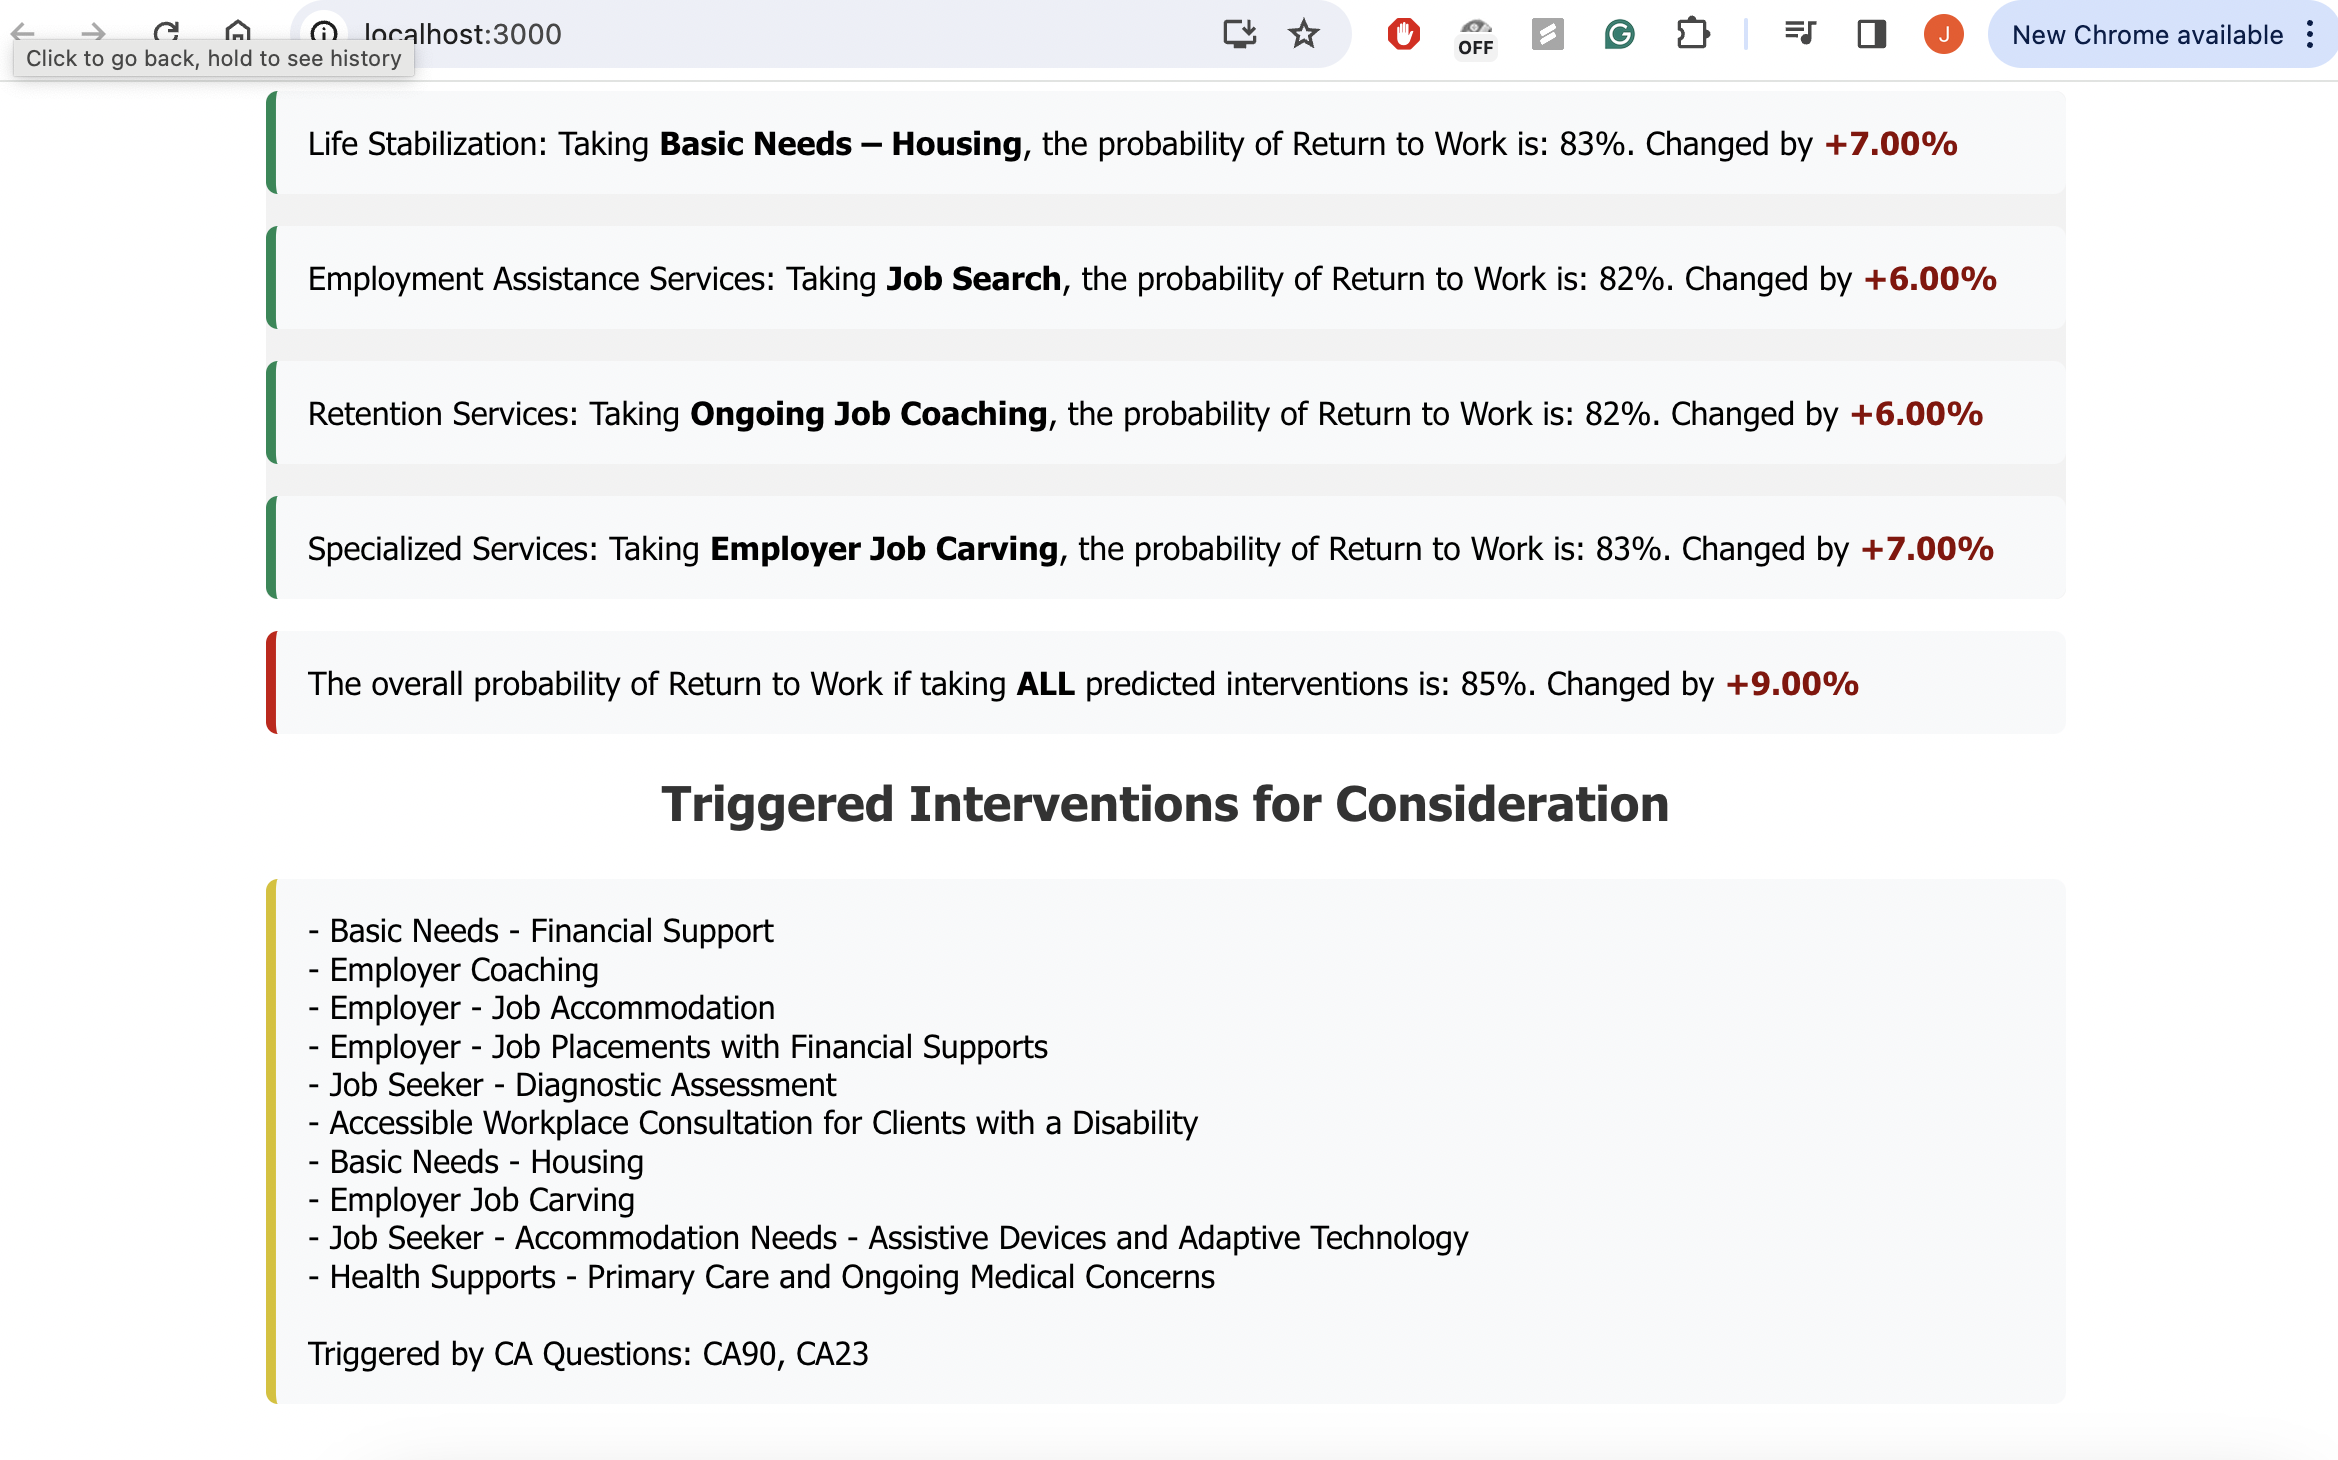 localhost:3000
OFF
J
New Chrome available
Click to go back, hold to see history
Life Stabilization: Taking Basic Needs – Housing, the probability of Return to Work is: 83%. Changed by +7.00%
Employment Assistance Services: Taking Job Search, the probability of Return to Work is: 82%. Changed by +6.00%
Retention Services: Taking Ongoing Job Coaching, the probability of Return to Work is: 82%. Changed by +6.00%
Specialized Services: Taking Employer Job Carving, the probability of Return to Work is: 83%. Changed by +7.00%
The overall probability of Return to Work if taking ALL predicted interventions is: 85%. Changed by +9.00%
Triggered Interventions for Consideration
- Basic Needs - Financial Support
- Employer Coaching
- Employer - Job Accommodation
- Employer - Job Placements with Financial Supports
- Job Seeker - Diagnostic Assessment
- Accessible Workplace Consultation for Clients with a Disability
- Basic Needs - Housing
- Employer Job Carving
- Job Seeker - Accommodation Needs - Assistive Devices and Adaptive Technology
- Health Supports - Primary Care and Ongoing Medical Concerns
Triggered by CA Questions: CA90, CA23